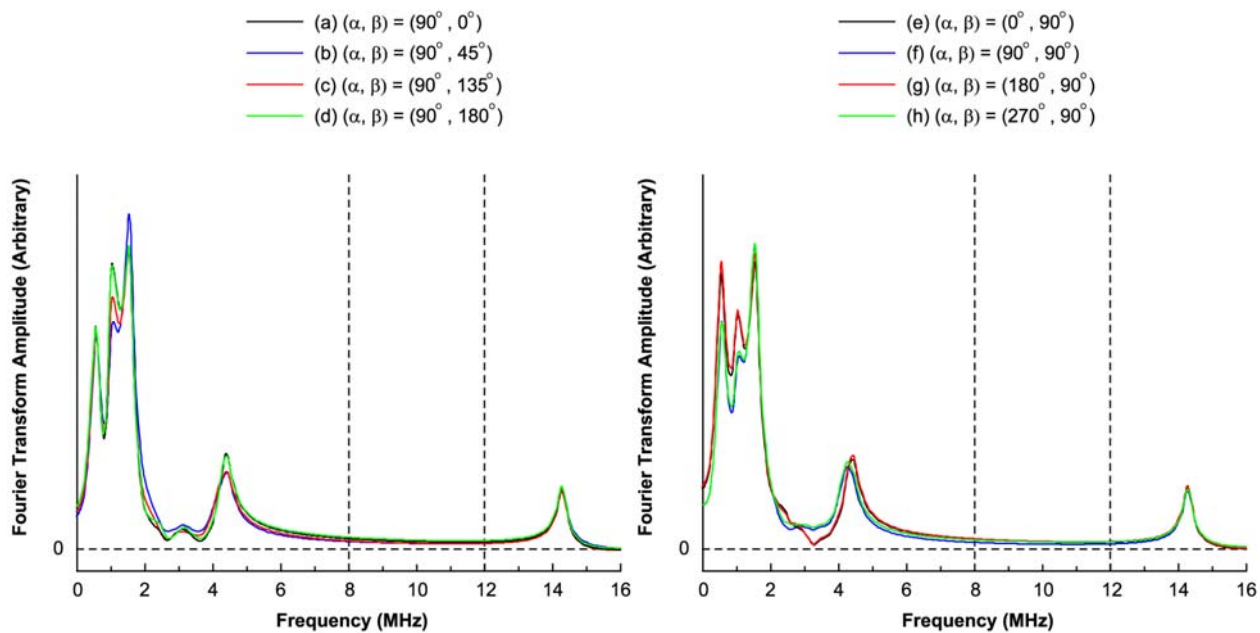 (a) (α, β) = (90°, 0°)
(b) (α, β) = (90°, 45°)
(c) (α, β) = (90°, 135°)
(d) (α, β) = (90°, 180°)
Fourier Transform Amplitude (Arbitrary)
0
0 2 4 6 8 10 12 14 16
Frequency (MHz)
(e) (α, β) = (0°, 90°)
(f) (α, β) = (90°, 90°)
(g) (α, β) = (180°, 90°)
(h) (α, β) = (270°, 90°)
Fourier Transform Amplitude (Arbitrary)
0
0 2 4 6 8 10 12 14 16
Frequency (MHz)